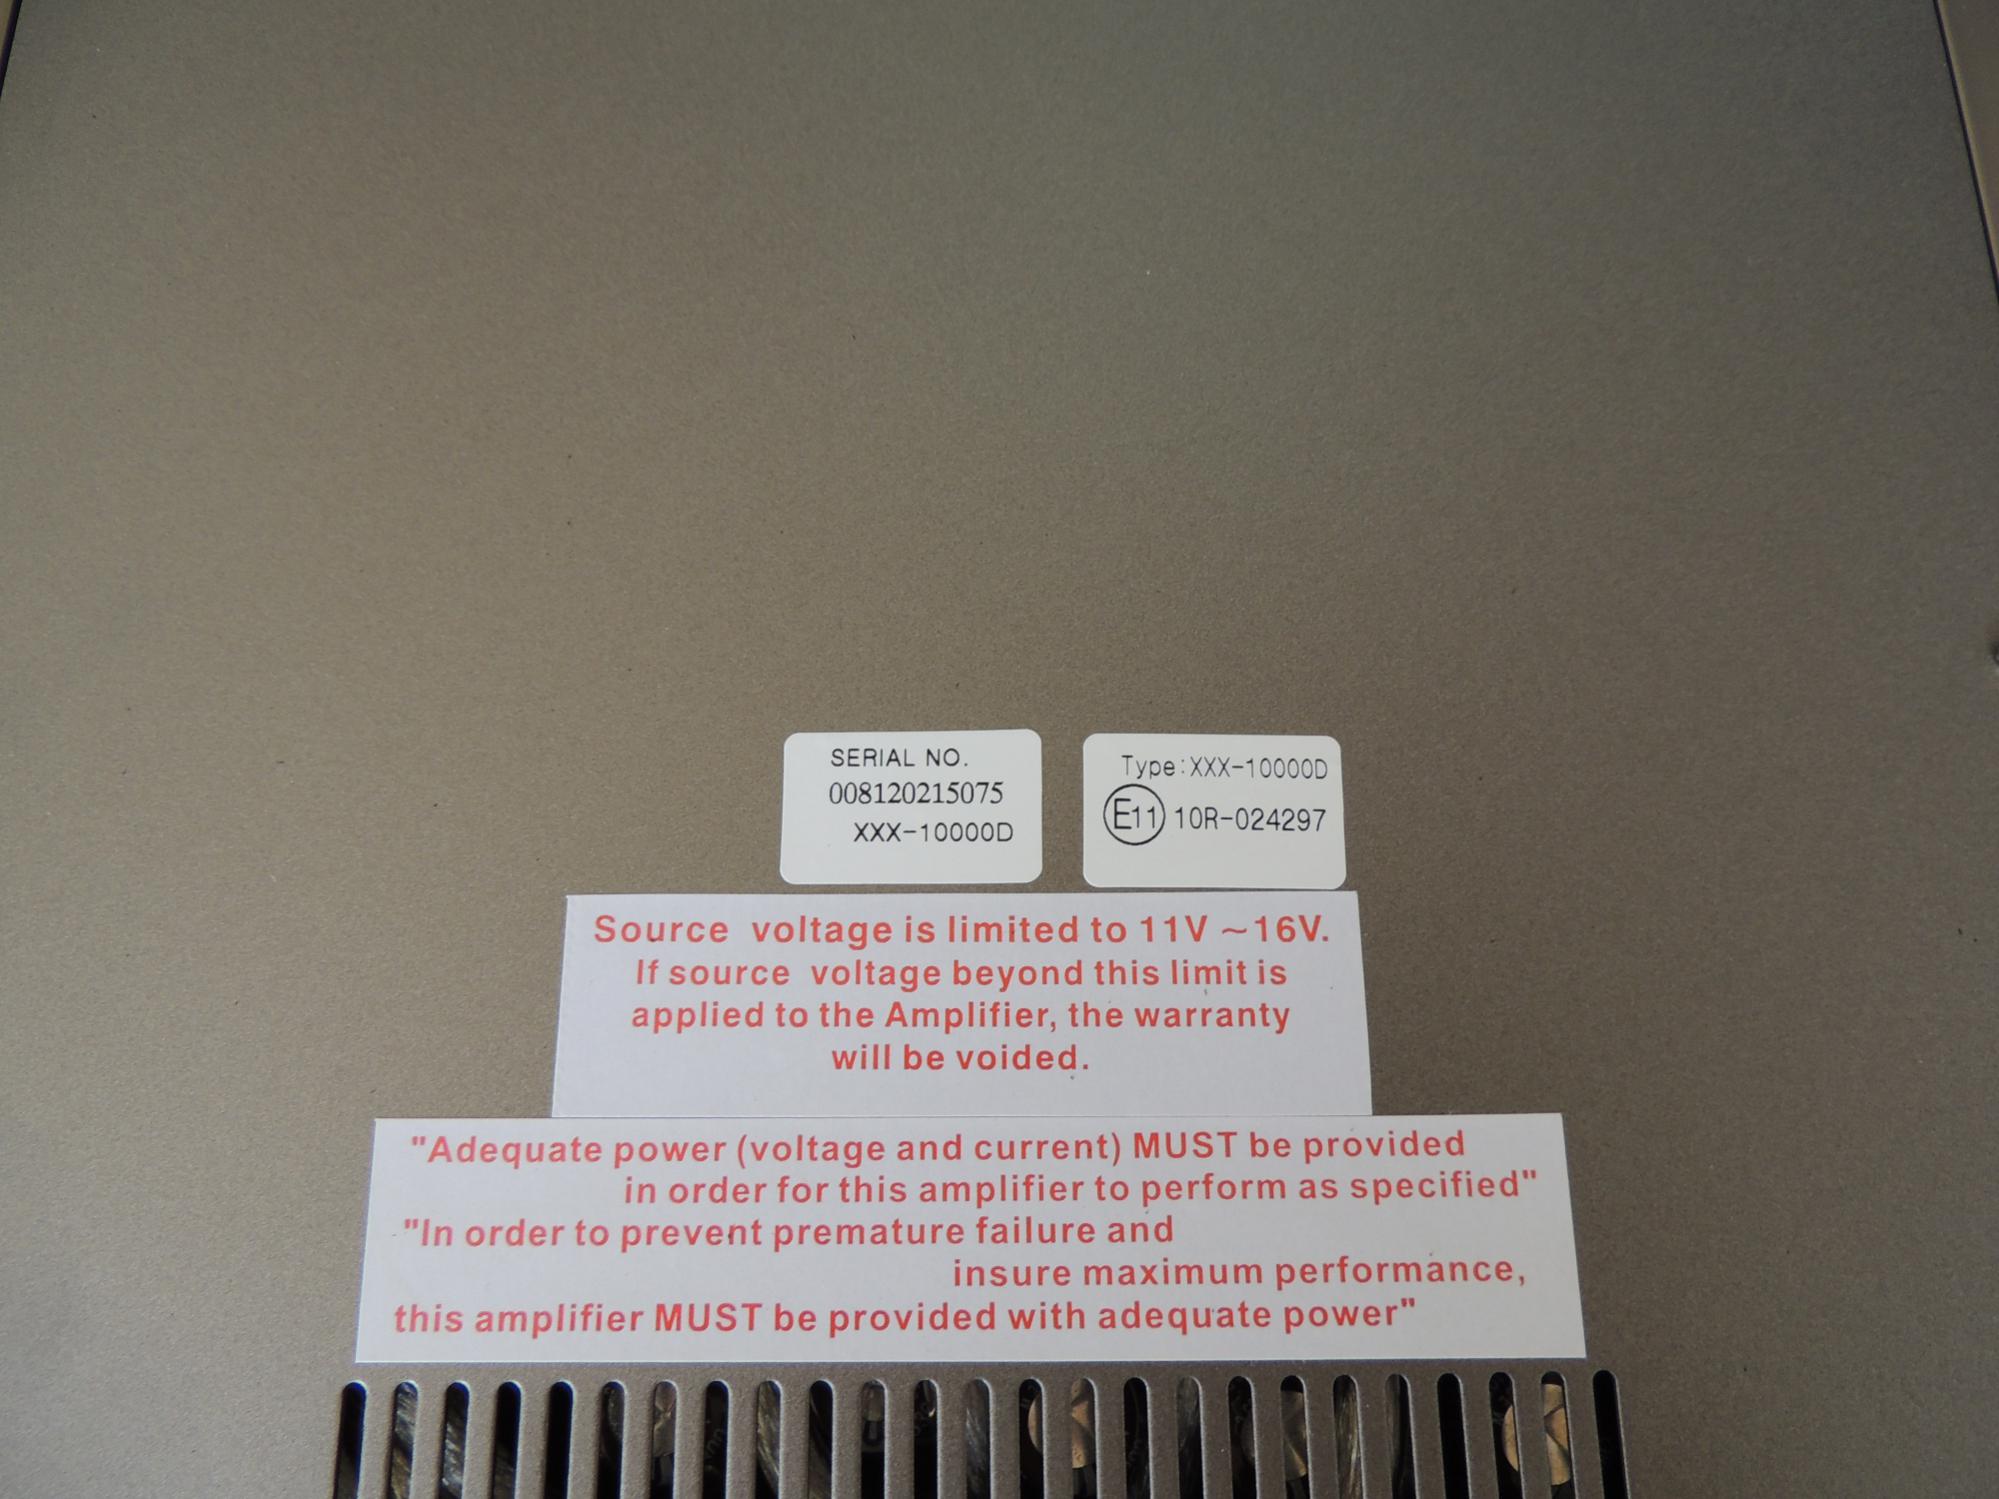 SERIAL NO.
008120215075
XXX-10000D
Type:XXX-10000D
E11 10R-024297
Source voltage is limited to 11V ~16V.
If source voltage beyond this limit is
applied to the Amplifier, the warranty
will be voided.
"Adequate power (voltage and current) MUST be provided
in order for this amplifier to perform as specified"
"In order to prevent premature failure and
insure maximum performance,
this amplifier MUST be provided with adequate power"